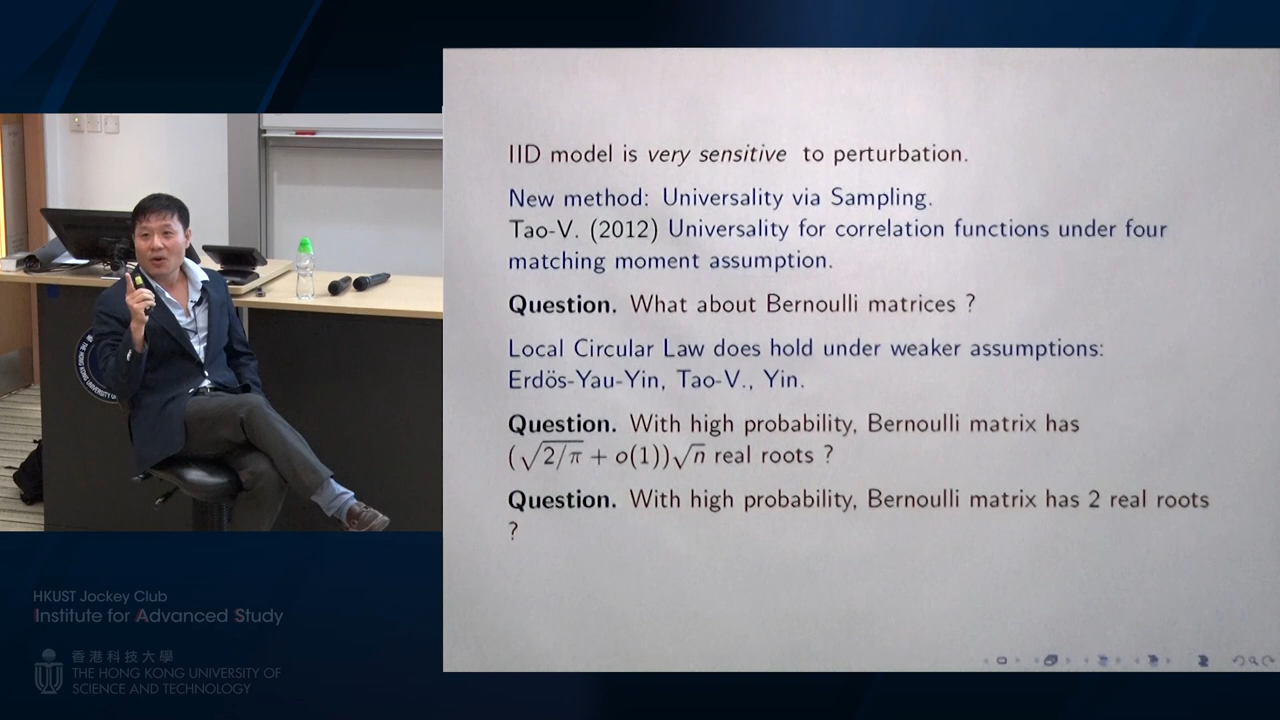 IID model is very sensitive to perturbation.
New method: Universality via Sampling.
Tao-V. (2012) Universality for correlation functions under four
matching moment assumption.
Question. What about Bernoulli matrices ?
Local Circular Law does hold under weaker assumptions:
Erdös-Yau-Yin, Tao-V., Yin.
Question. With high probability, Bernoulli matrix has
(√2/π + o(1))√n real roots ?
Question. With high probability, Bernoulli matrix has 2 real roots
?
HKUST Jockey Club
Institute for Advanced Study
香港科技大學
THE HONG KONG UNIVERSITY OF
SCIENCE AND TECHNOLOGY